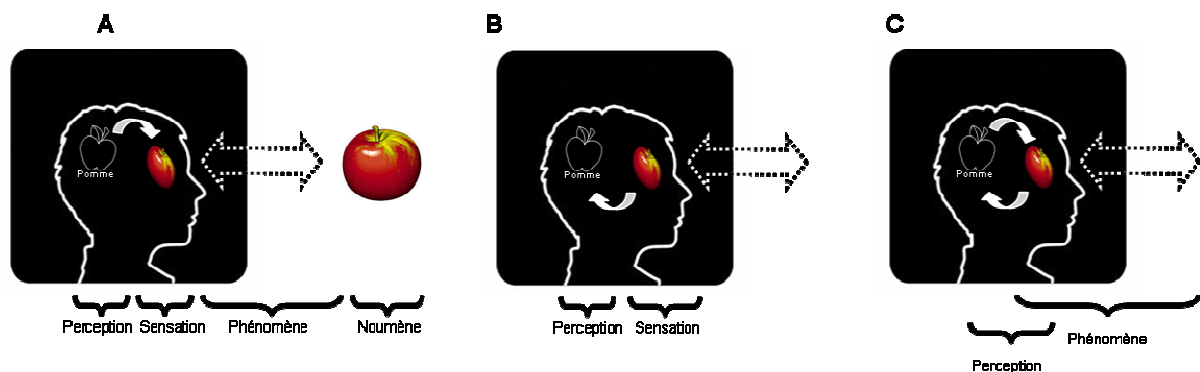 A
B
C
Pomme
Pomme
Pomme
Perception Sensation Phénomène Noumène
Perception Sensation
Phénomène
Perception